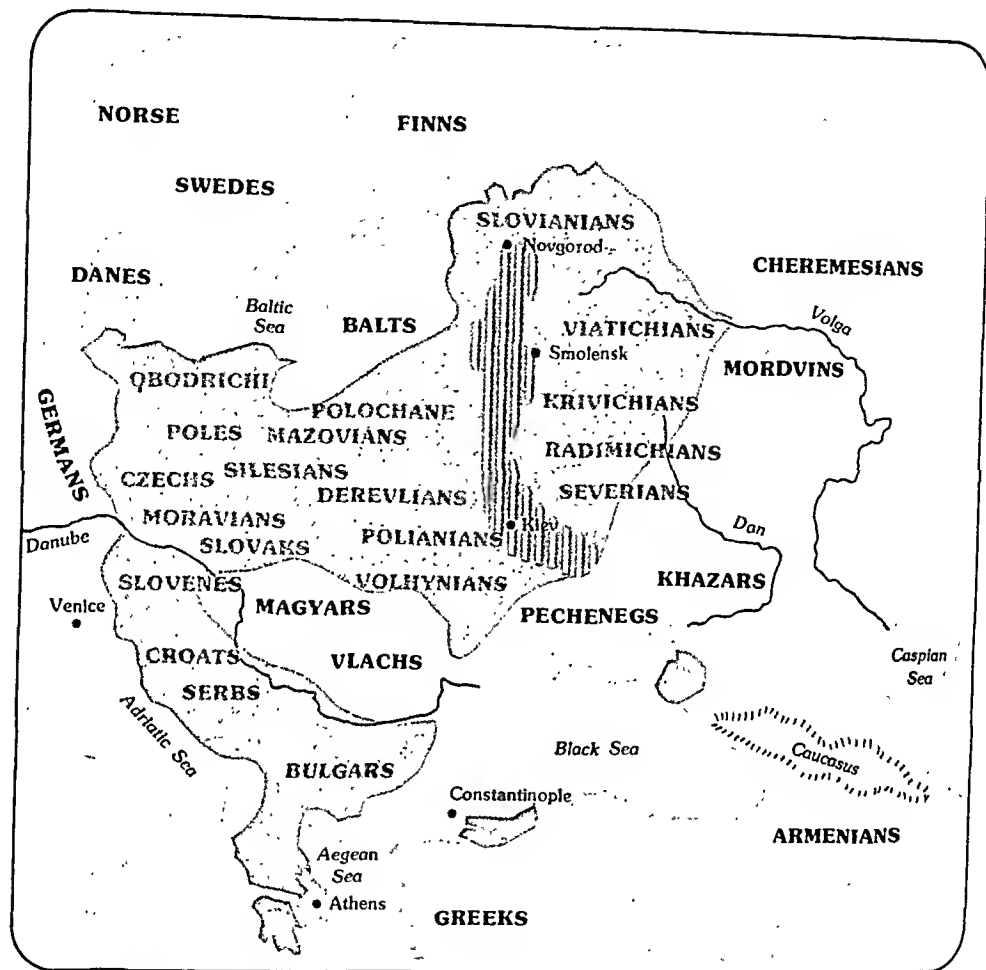 NORSE
FINNS
SWEDES
SLOVIANIANS
Novgorod
DANES
CHEREMESIANS
Baltic
Sea
BALTS
Volga
VIATICHIANS
Smolensk
MORDVINS
OBODRICHI
GERMANS
POLOCHANE
KRIVICHIANS
POLES
MAZOVIANS
RADIMICHIANS
CZECHS
SILESIANS
DEREVLIANS
SEVERIANS
MORAVIANS
Kiev
Dan
Danube
SLOVAKS
POLIANIANS
SLOVENES
VOLHYNIANS
KHAZARS
Venice
MAGYARS
PECHENEGS
CROATS
VLACHS
Caspian
Sea
SERBS
Adriatic Sea
Black Sea
Caucasus
BULGARS
Constantinople
ARMENIANS
Aegean
Sea
Athens
GREEKS